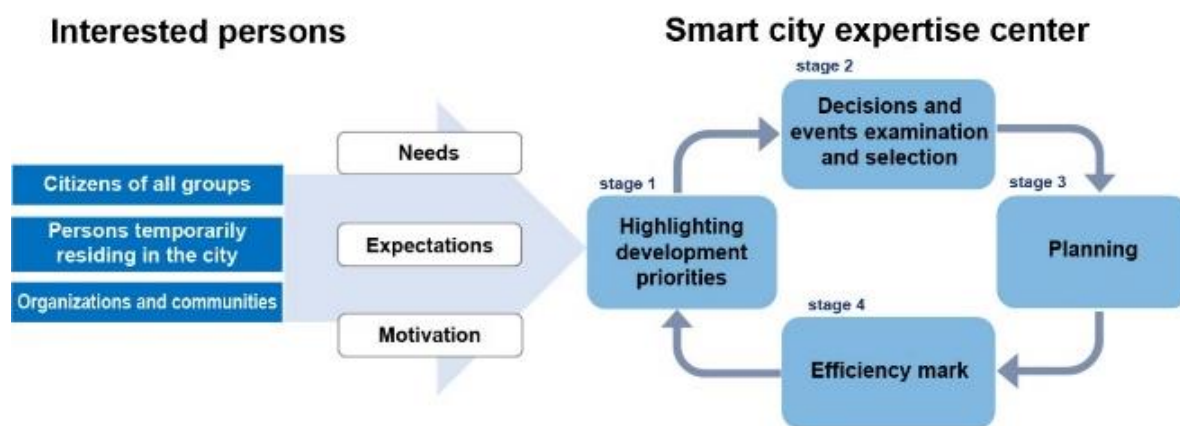 Interested persons
Smart city expertise center
Citizens of all groups
Persons temporarily
residing in the city
Organizations and communities
Needs
Expectations
Motivation
stage 1
Highlighting
development
priorities
stage 2
Decisions and
events examination
and selection
stage 3
Planning
stage 4
Efficiency mark